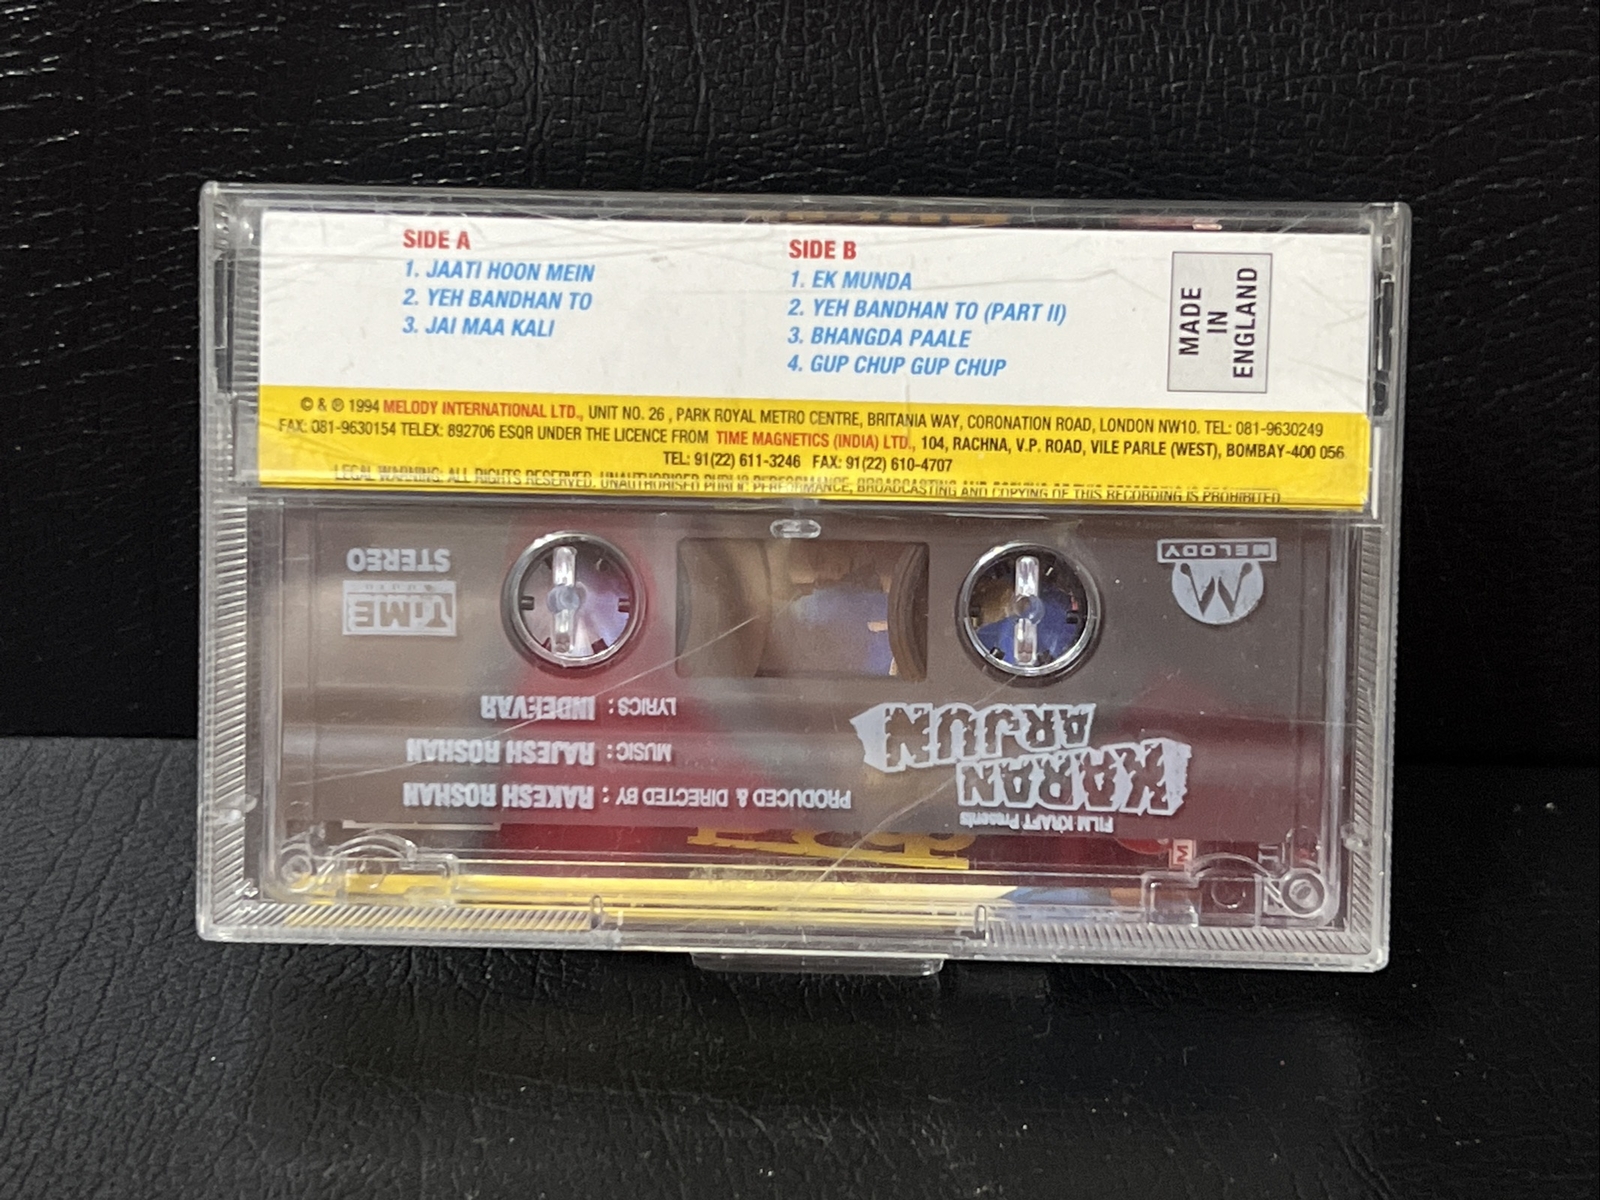 SIDE A
1. JAATI HOON MEIN
2. YEH BANDHAN TO
3. JAI MAA KALI
SIDE B
1. EK MUNDA
2. YEH BANDHAN TO (PART II)
3. BHANGDA PAALE
4. GUP CHUP GUP CHUP
MADE
IN
ENGLAND
© & ℗ 1994 MELODY INTERNATIONAL LTD., UNIT NO. 26 , PARK ROYAL METRO CENTRE, BRITANIA WAY, CORONATION ROAD, LONDON NW10. TEL: 081-9630249
FAX: 081-9630154 TELEX: 892706 ESQR UNDER THE LICENCE FROM TIME MAGNETICS (INDIA) LTD., 104, RACHNA, V.P. ROAD, VILE PARLE (WEST), BOMBAY-400 056
TEL: 91(22) 611-3246 FAX: 91(22) 610-4707
LEGAL WARNING: ALL RIGHTS RESERVED. UNAUTHORISED PUBLIC PERFORMANCE, BROADCASTING AND COPYING OF THIS RECORDING IS PROHIBITED
FILM KRAFT Presents
KARAN
ARJUN
PRODUCED & DIRECTED BY : RAKESH ROSHAN
MUSIC : RAJESH ROSHAN
LYRICS : INDEEVAR
MELODY
TIME
AUDIO
STEREO